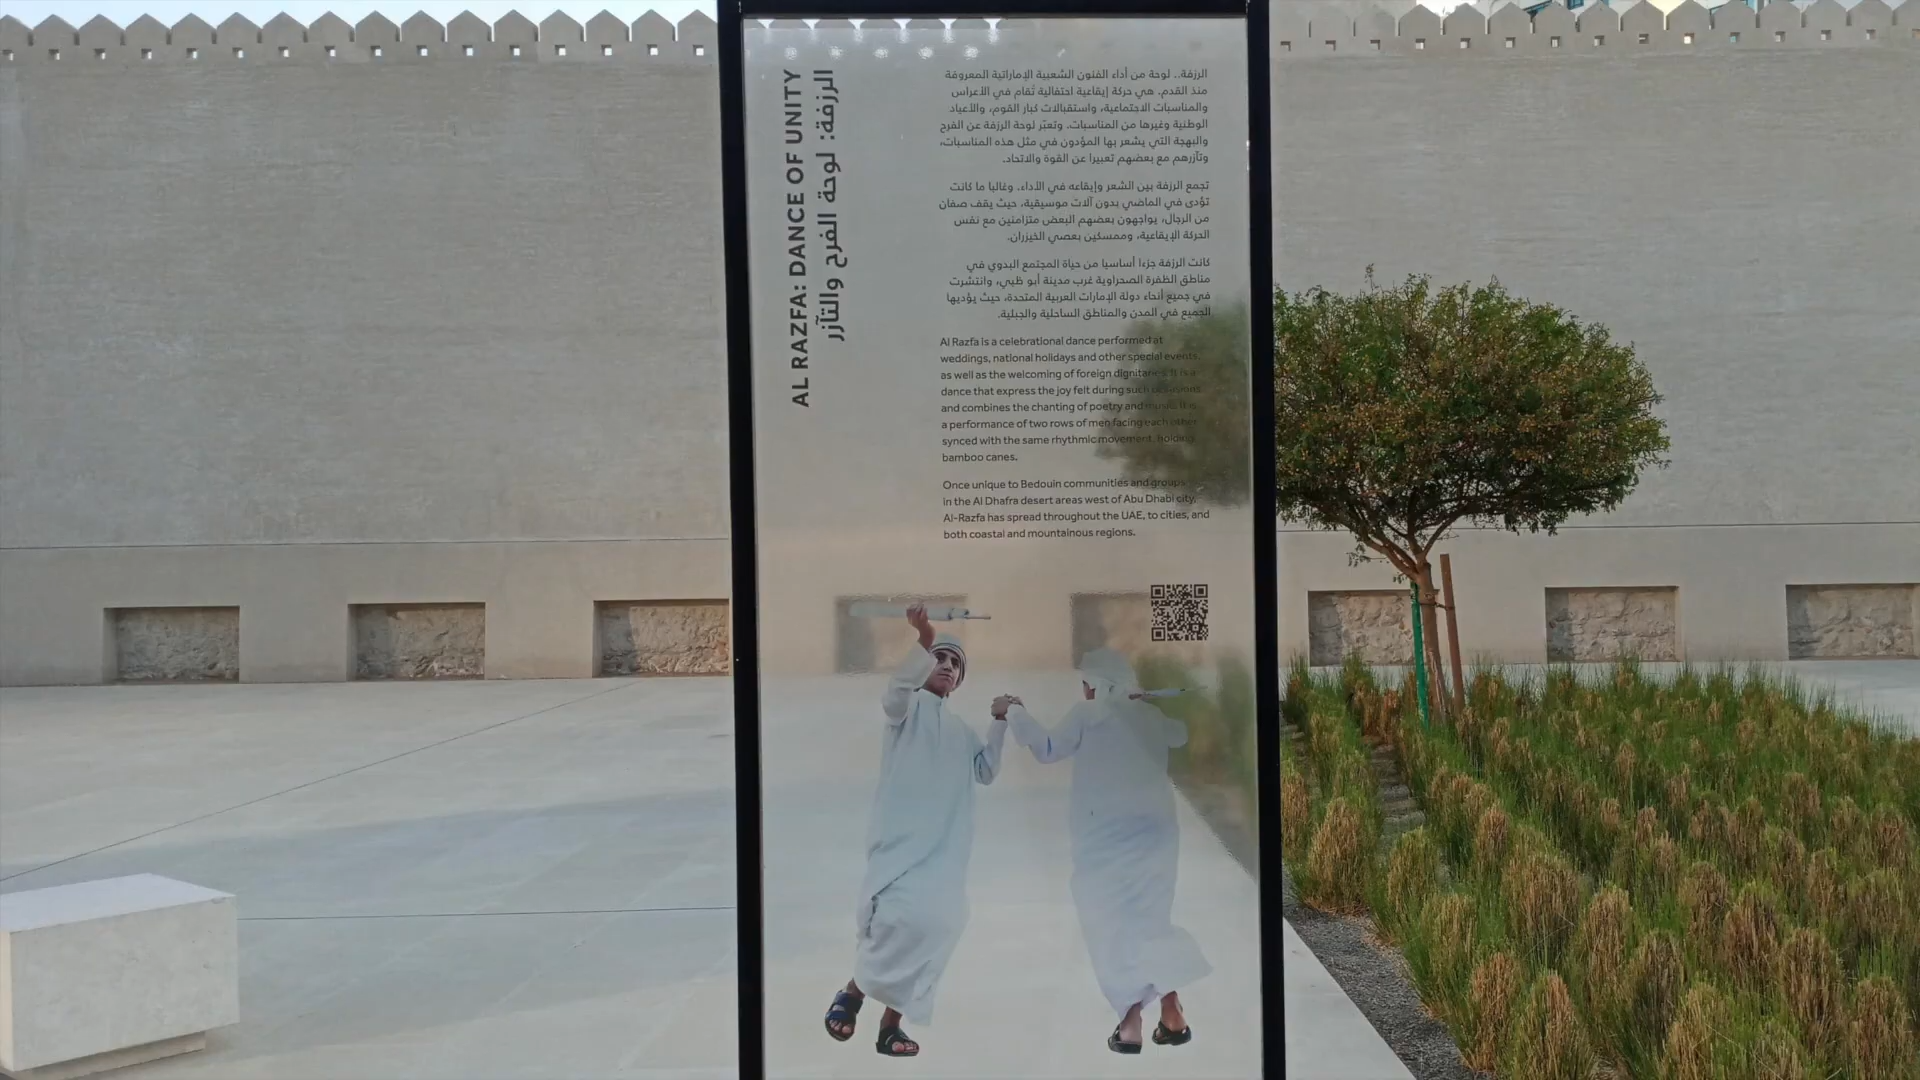 AL RAZFA: DANCE OF UNITY
الرزفة: لوحة الفرح والتآزر
الرزفة.. لوحة من أداء الفنون الشعبية الإماراتية المعروفة
منذ القدم. هي حركة إيقاعية احتفالية تُقام في الأعراس
والمناسبات الاجتماعية، واستقبالات كبار القوم، والأعياد
الوطنية وغيرها من المناسبات. وتعبّر لوحة الرزفة عن الفرح
والبهجة التي يشعر بها المؤدون في مثل هذه المناسبات،
وتآزرهم مع بعضهم تعبيرا عن القوة والاتحاد.
تجمع الرزفة بين الشعر وإيقاعه في الأداء. وغالبا ما كانت
تؤدى في الماضي بدون آلات موسيقية، حيث يقف صفان
من الرجال، يواجهون بعضهم البعض متزامنين مع نفس
الحركة الإيقاعية، وممسكين بعصي الخيزران.
كانت الرزفة جزءا أساسيا من حياة المجتمع البدوي في
مناطق الظفرة الصحراوية غرب مدينة أبو ظبي، وانتشرت
في جميع أنحاء دولة الإمارات العربية المتحدة، حيث يؤديها
الجميع في المدن والمناطق الساحلية والجبلية.
Al Razfa is a celebrational dance performed at
weddings, national holidays and other special events,
as well as the welcoming of foreign dignitaries. It is a
dance that express the joy felt during such occasions
and combines the chanting of poetry and music. It is
a performance of two rows of men facing each other
synced with the same rhythmic movement, holding
bamboo canes.
Once unique to Bedouin communities and groups
in the Al Dhafra desert areas west of Abu Dhabi city,
Al-Razfa has spread throughout the UAE, to cities, and
both coastal and mountainous regions.